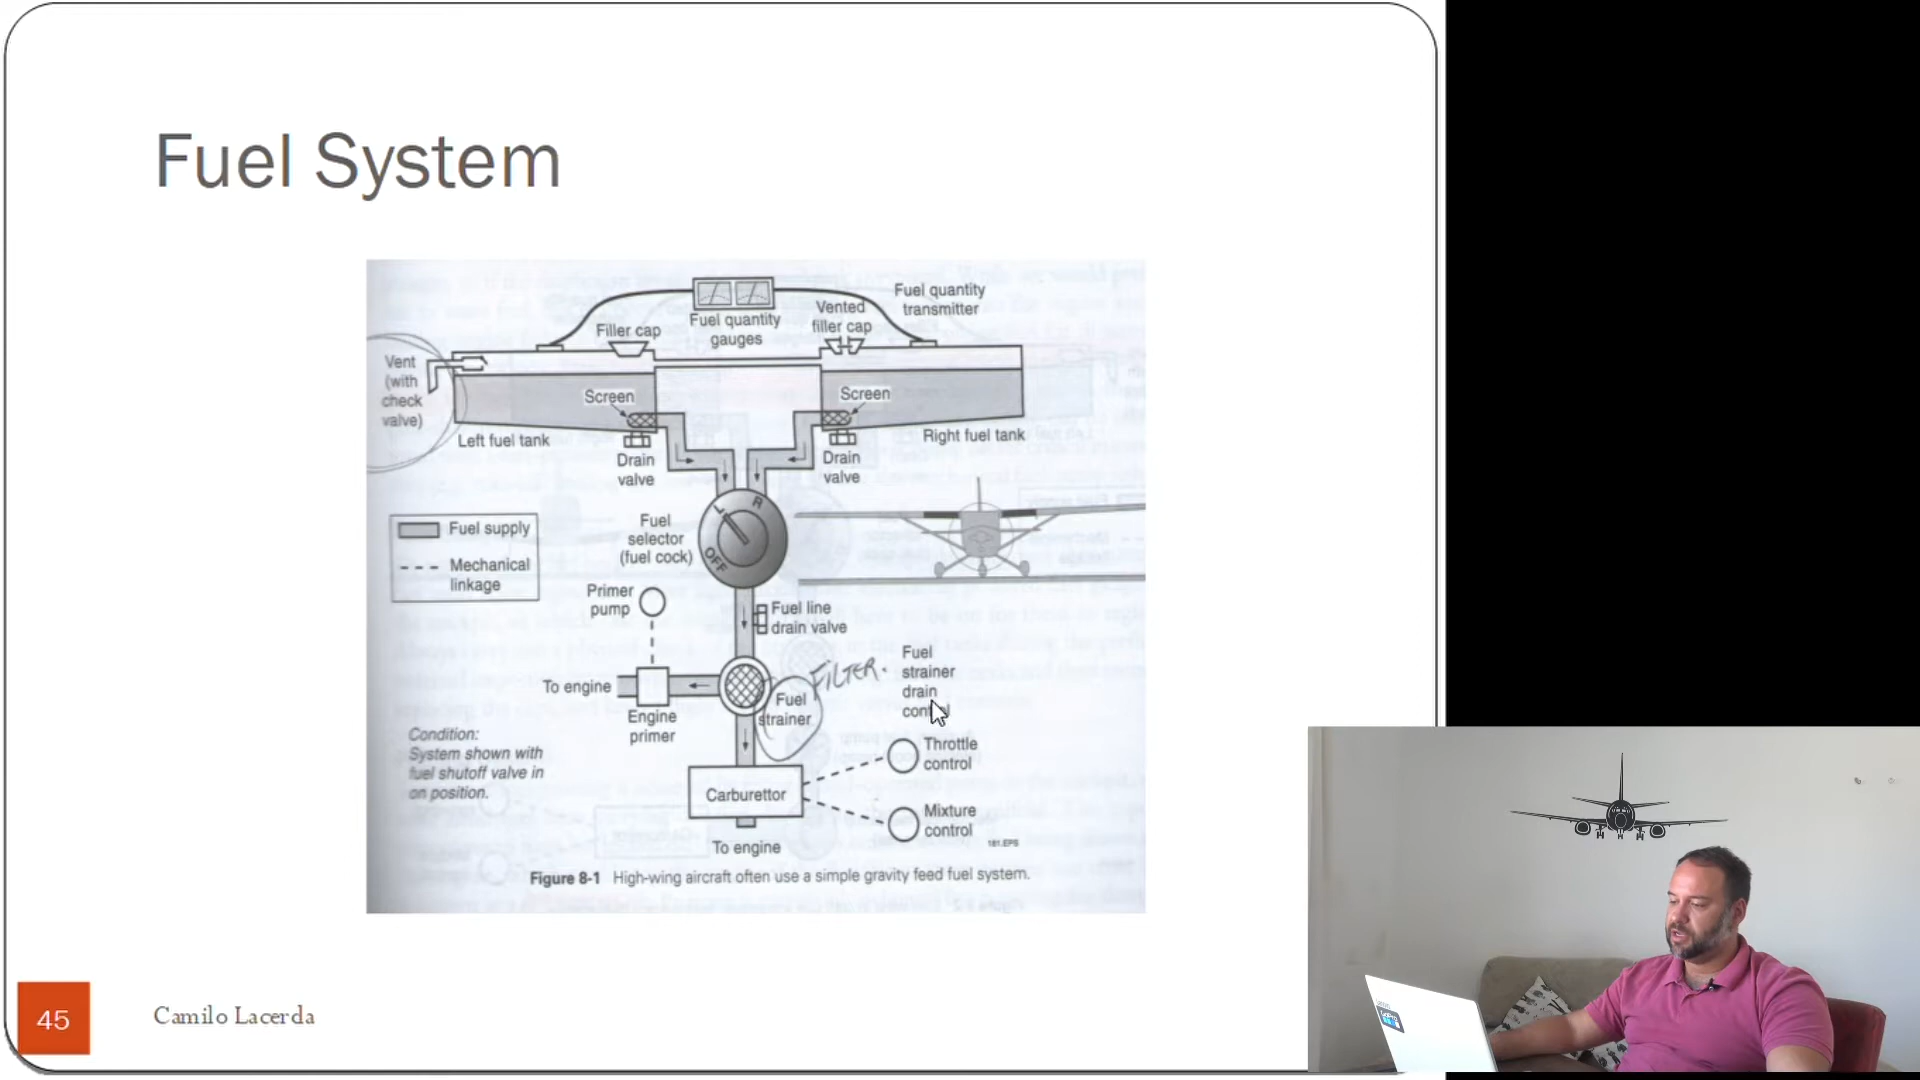 Fuel System
Fuel quantity
transmitter
Vented
filler cap
Fuel quantity
gauges
Filler cap
Vent
(with
check
valve)
Screen
Screen
Left fuel tank
Right fuel tank
Drain
valve
Drain
valve
L
R
OFF
Fuel
selector
(fuel cock)
Fuel supply
Mechanical
linkage
Primer
pump
Fuel line
drain valve
FILTER.
Fuel
strainer
drain
To engine
Fuel
strainer
Engine
primer
Condition:
System shown with
fuel shutoff valve in
on position.
Throttle
control
Carburettor
Mixture
control
To engine
181.EPS
Figure 8-1 High-wing aircraft often use a simple gravity feed fuel system.
45
Camilo Lacerda
GoPro